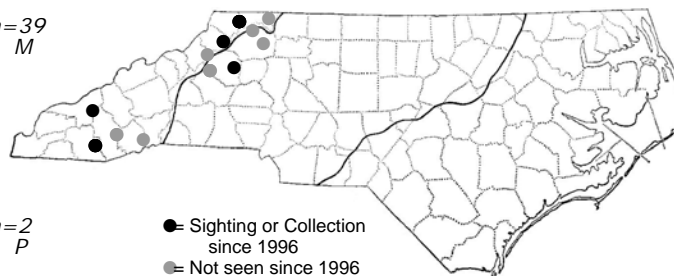 =39
M
=2
P
= Sighting or Collection
since 1996
= Not seen since 1996